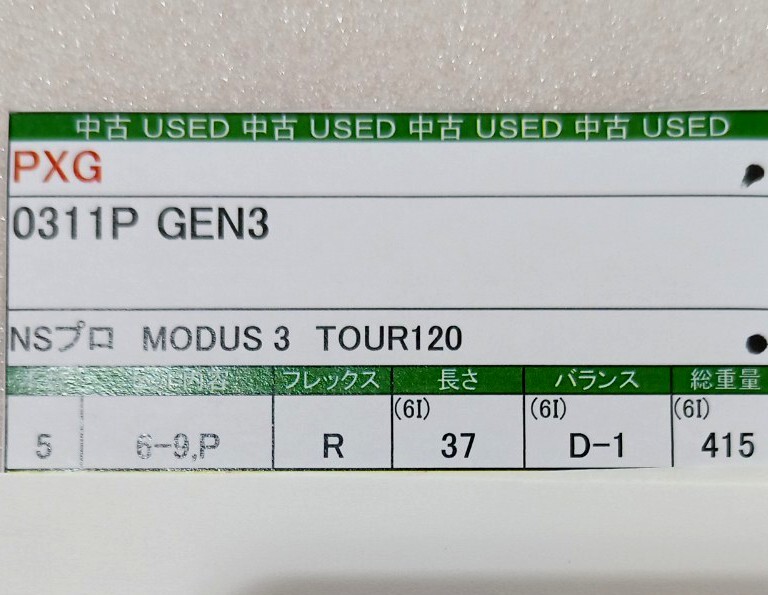 中古 USED 中古 USED 中古 USED 中古 USED
PXG
0311P GEN3
NSプロ MODUS 3 TOUR120
内容 フレックス 長さ バランス 総重量
(6I) (6I) (6I)
5 6-9,P R 37 D-1 415